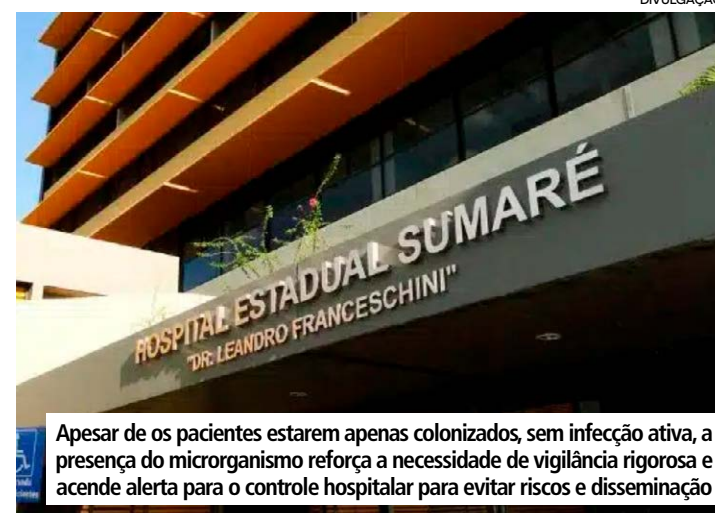 DIVULGAÇÃO
HOSPITAL ESTADUAL SUMARÉ
"DR. LEANDRO FRANCESCHINI"
Apesar de os pacientes estarem apenas colonizados, sem infecção ativa, a
presença do microrganismo reforça a necessidade de vigilância rigorosa e
acende alerta para o controle hospitalar para evitar riscos e disseminação